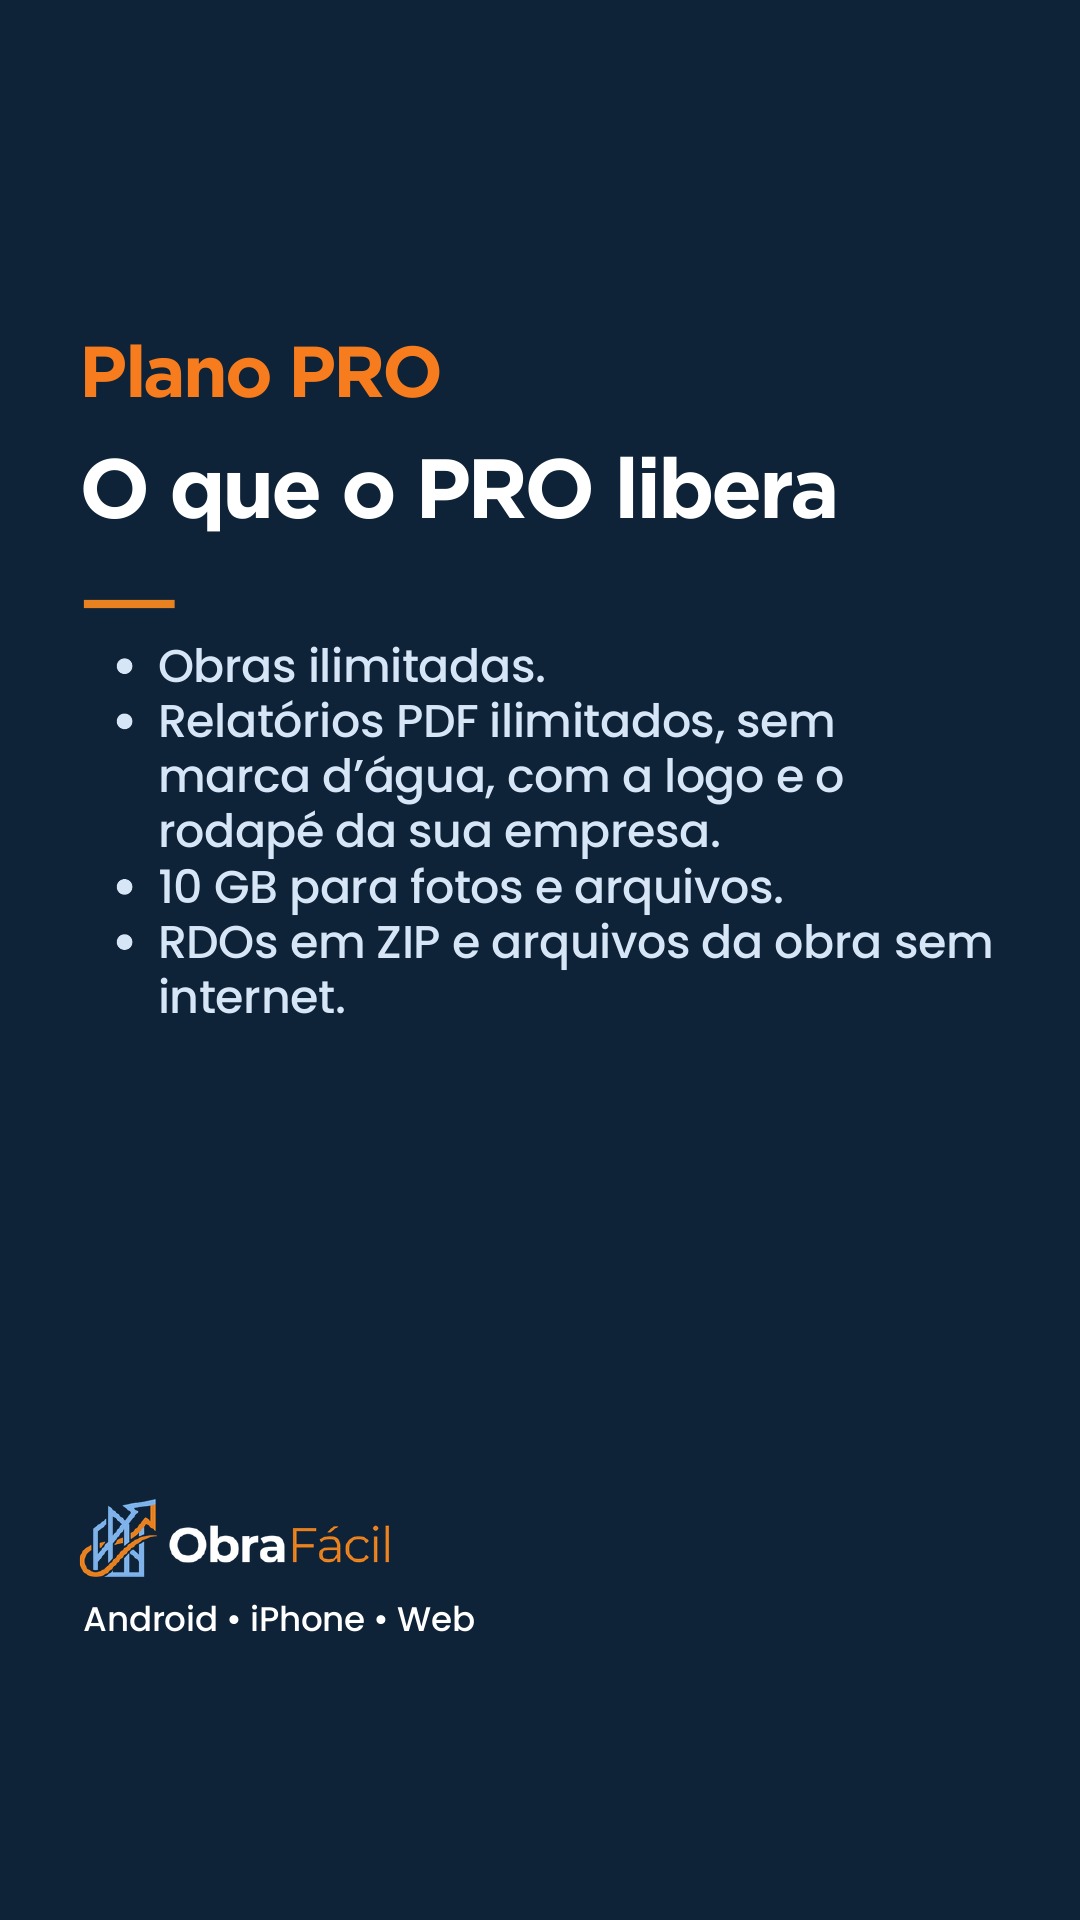 Plano PRO
O que o PRO libera
• Obras ilimitadas.
• Relatórios PDF ilimitados, sem
marca d’água, com a logo e o
rodapé da sua empresa.
• 10 GB para fotos e arquivos.
• RDOs em ZIP e arquivos da obra sem
internet.
ObraFácil
Android • iPhone • Web